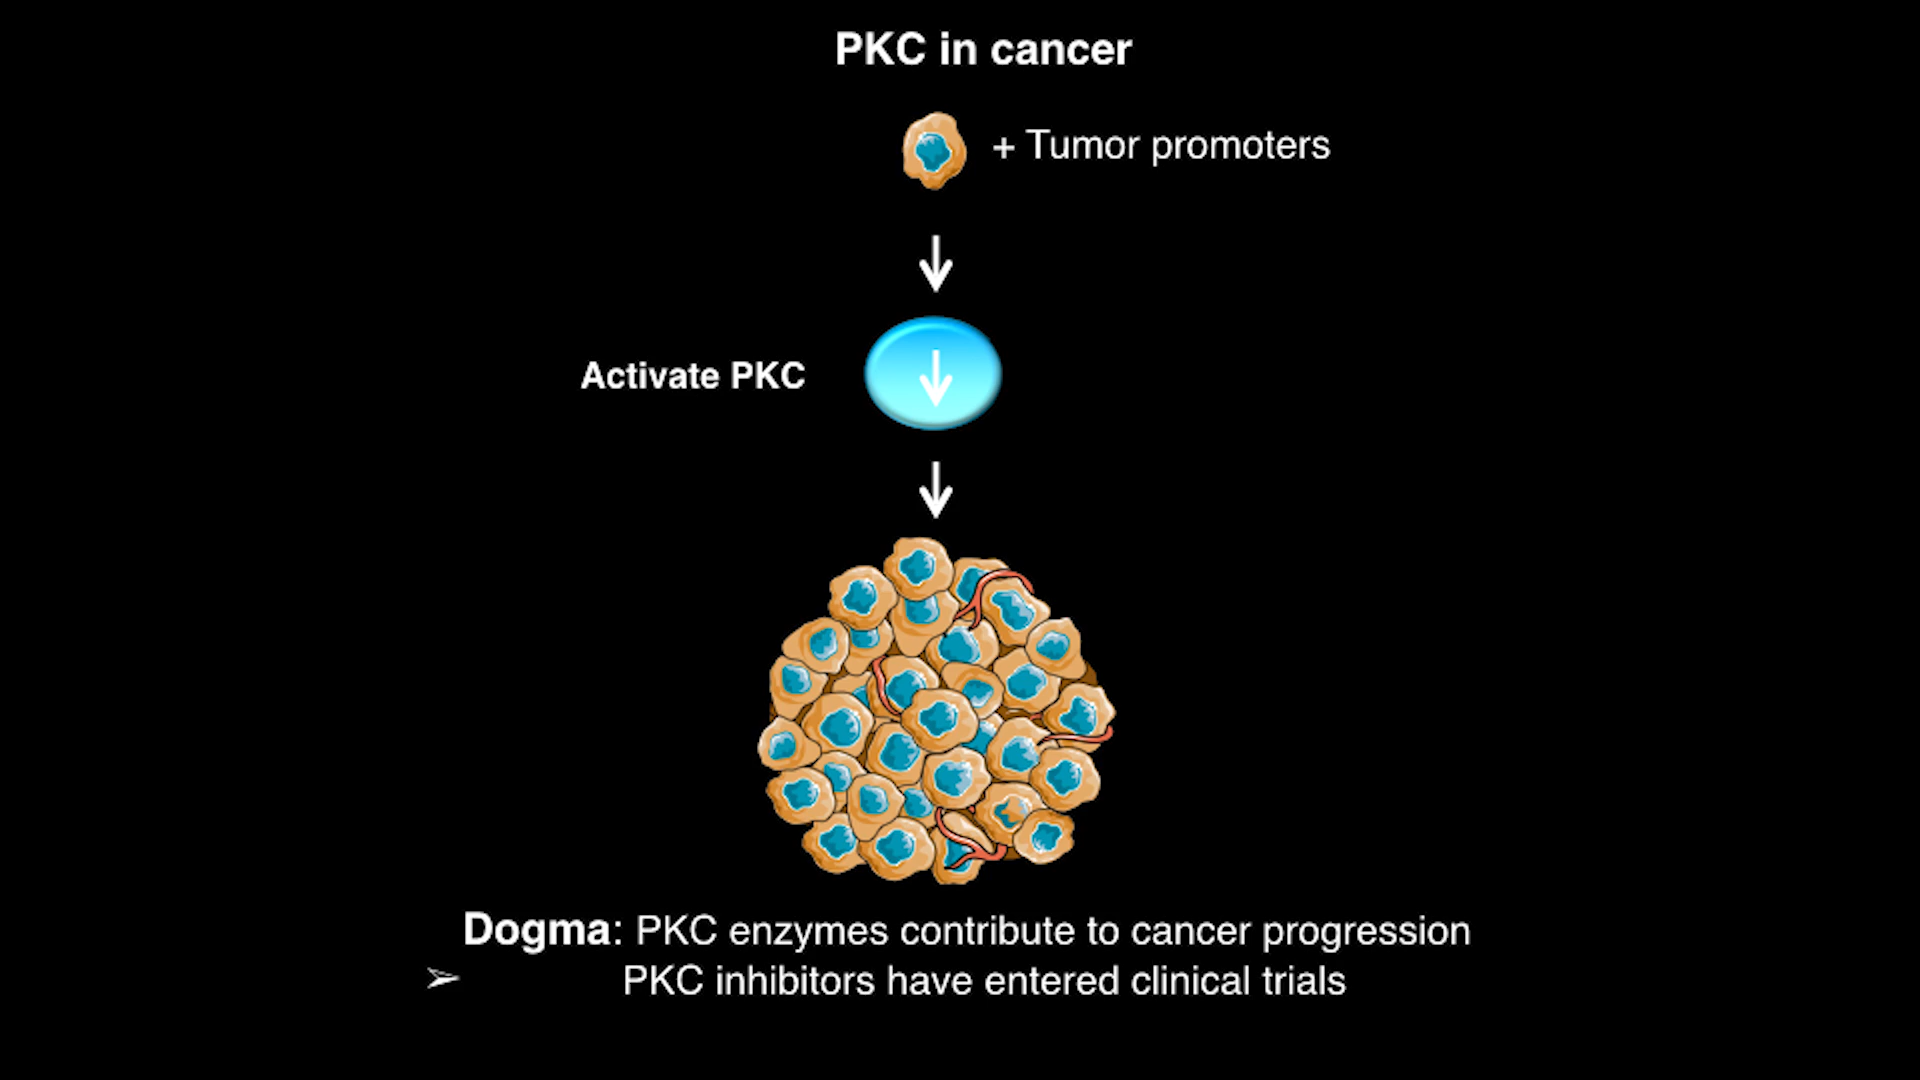 PKC in cancer
+ Tumor promoters
Activate PKC
Dogma: PKC enzymes contribute to cancer progression
➢ PKC inhibitors have entered clinical trials